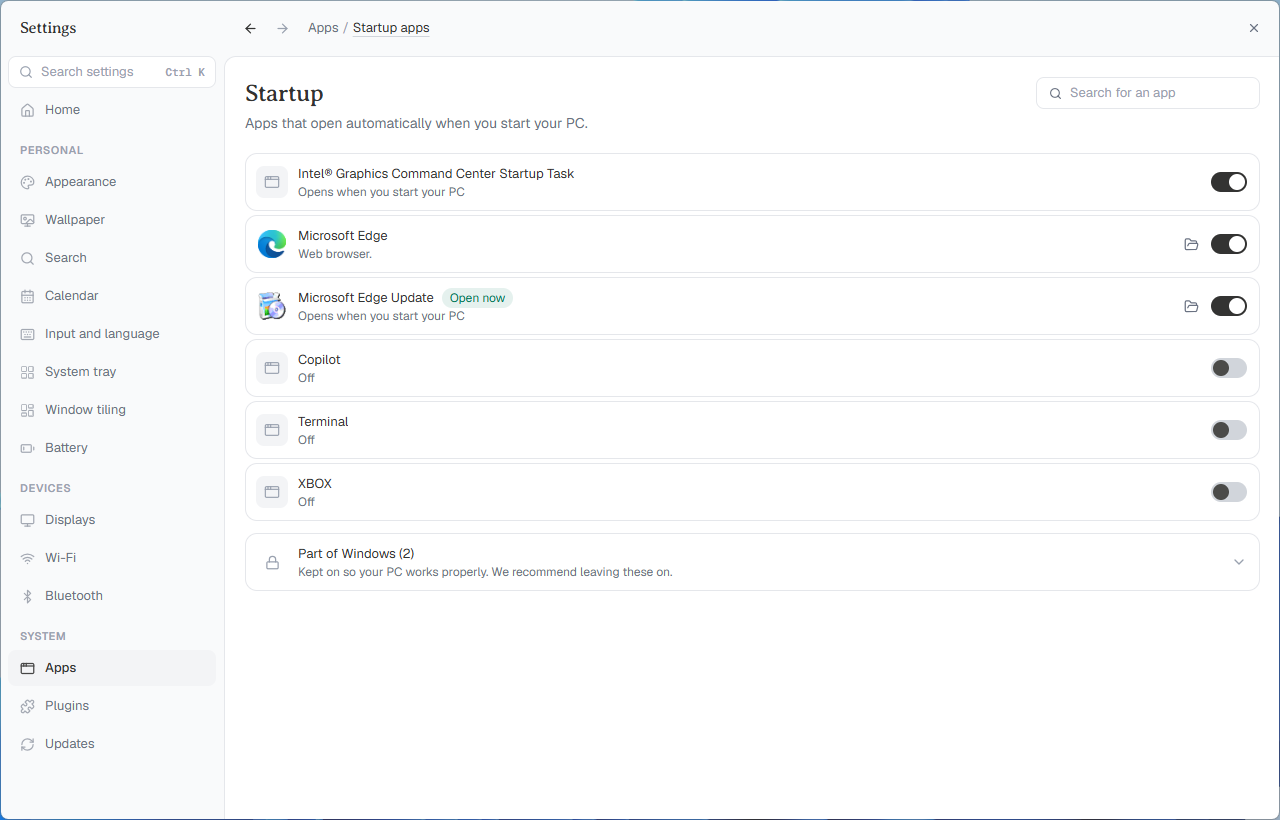 Settings
Apps / Startup apps
Search settings Ctrl K
Home
PERSONAL
Appearance
Wallpaper
Search
Calendar
Input and language
System tray
Window tiling
Battery
DEVICES
Displays
Wi-Fi
Bluetooth
SYSTEM
Apps
Plugins
Updates
Startup
Search for an app
Apps that open automatically when you start your PC.
Intel® Graphics Command Center Startup Task
Opens when you start your PC
Microsoft Edge
Web browser.
Microsoft Edge Update Open now
Opens when you start your PC
Copilot
Off
Terminal
Off
XBOX
Off
Part of Windows (2)
Kept on so your PC works properly. We recommend leaving these on.